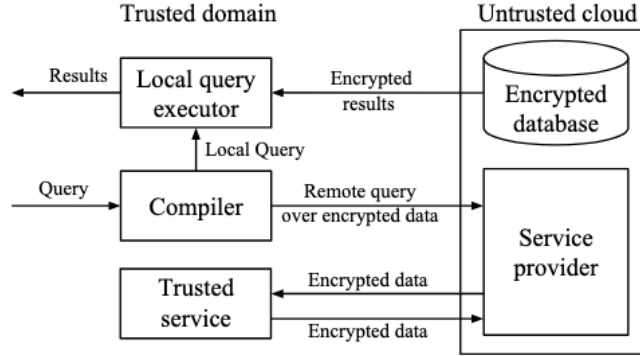 Trusted domain
Untrusted cloud
Results
Local query
executor
Encrypted
results
Encrypted
database
Local Query
Query
Compiler
Remote query
over encrypted data
Service
provider
Trusted
service
Encrypted data
Encrypted data